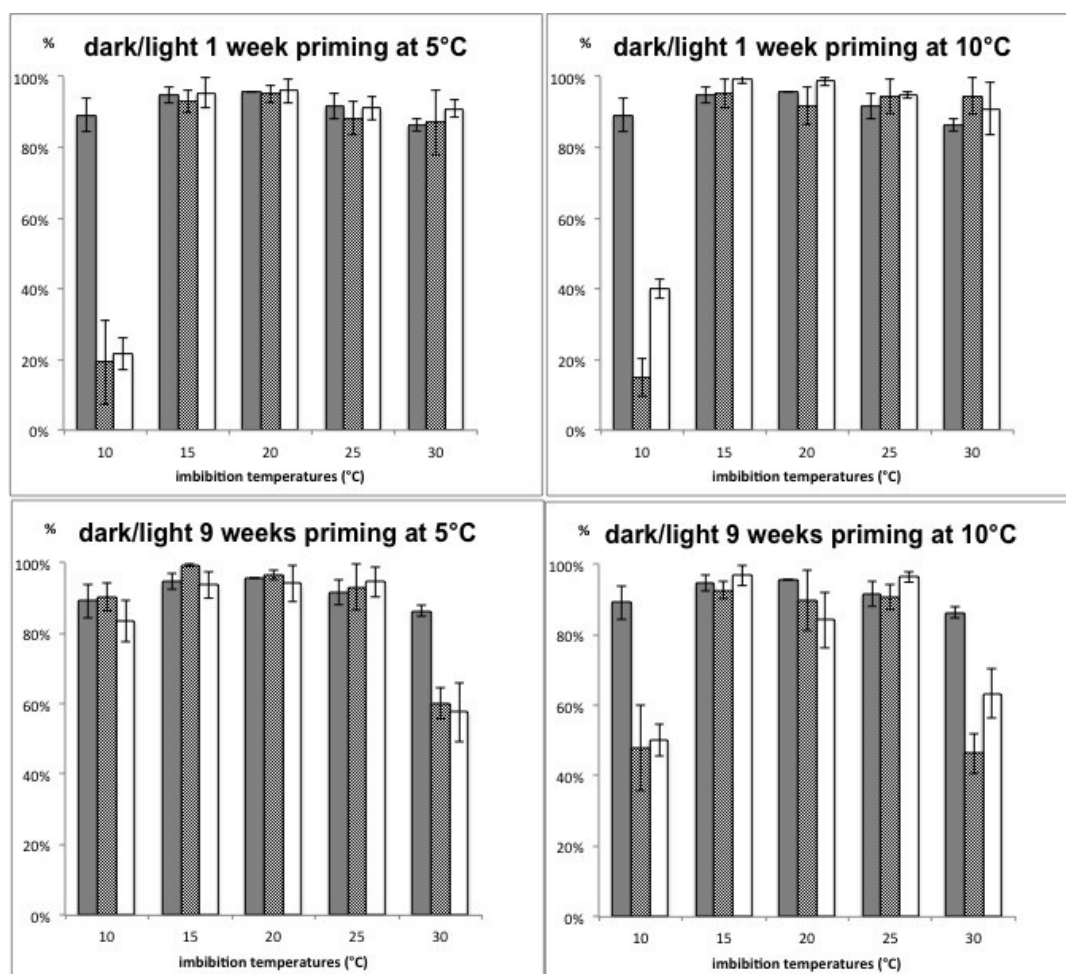 % dark/light 1 week priming at 5°C
100%
80%
60%
40%
20%
0%
10 15 20 25 30
imbibition temperatures (°C)
% dark/light 1 week priming at 10°C
100%
80%
60%
40%
20%
0%
10 15 20 25 30
imbibition temperatures (°C)
% dark/light 9 weeks priming at 5°C
100%
80%
60%
40%
20%
0%
10 15 20 25 30
imbibition temperatures (°C)
% dark/light 9 weeks priming at 10°C
100%
80%
60%
40%
20%
0%
10 15 20 25 30
imbibition temperatures (°C)